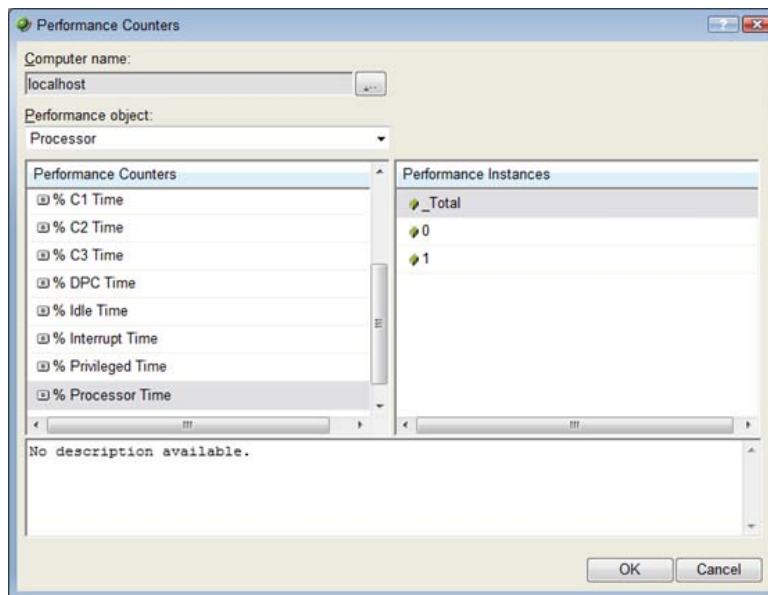 Performance Counters
Computer name:
localhost
...
Performance object:
Processor
Performance Counters
% C1 Time
% C2 Time
% C3 Time
% DPC Time
% Idle Time
% Interrupt Time
% Privileged Time
% Processor Time
Performance Instances
_Total
0
1
No description available.
OK
Cancel